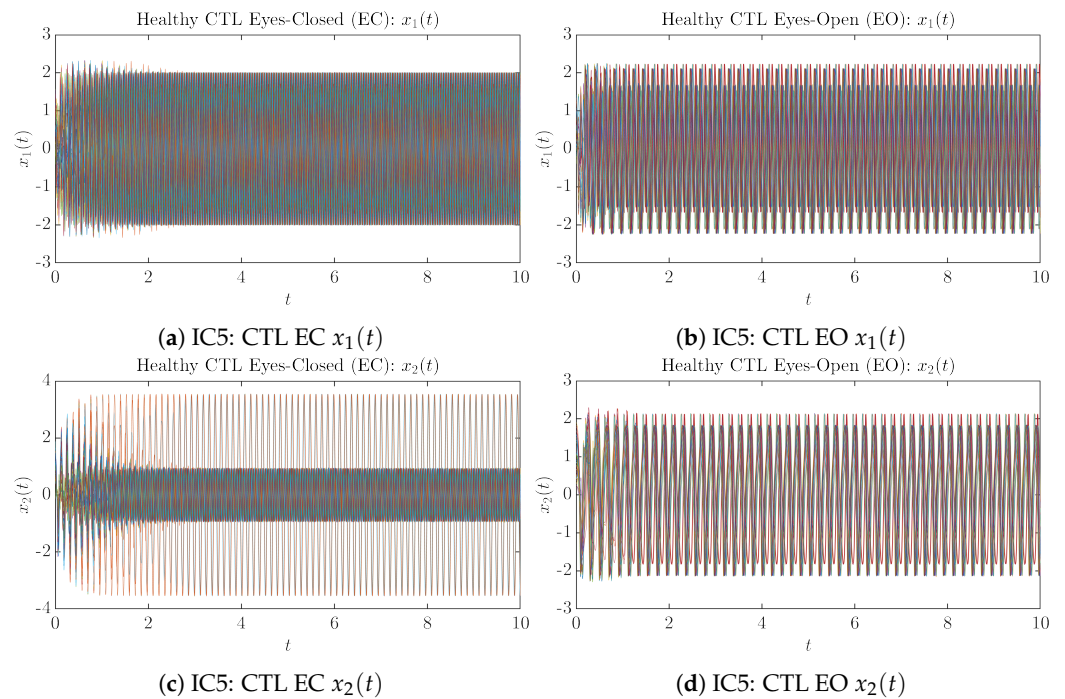 Healthy CTL Eyes-Closed (EC): x₁(t)
3
2
1
0
-1
-2
-3
x₁(t)
0 2 4 6 8 10
t
(a) IC5: CTL EC x₁(t)
Healthy CTL Eyes-Open (EO): x₁(t)
3
2
1
0
-1
-2
-3
x₁(t)
0 2 4 6 8 10
t
(b) IC5: CTL EO x₁(t)
Healthy CTL Eyes-Closed (EC): x₂(t)
4
2
0
-2
-4
x₂(t)
0 2 4 6 8 10
t
(c) IC5: CTL EC x₂(t)
Healthy CTL Eyes-Open (EO): x₂(t)
3
2
1
0
-1
-2
-3
x₂(t)
0 2 4 6 8 10
t
(d) IC5: CTL EO x₂(t)